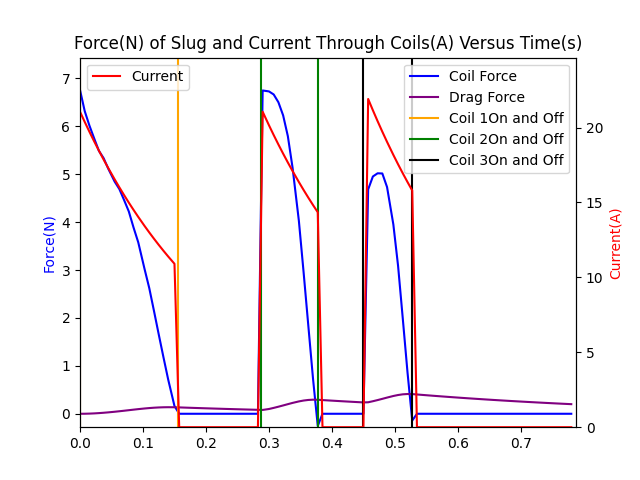 Force(N) of Slug and Current Through Coils(A) Versus Time(s)
Current
Coil Force
Drag Force
Coil 1On and Off
Coil 2On and Off
Coil 3On and Off
Force(N)
7
6
5
4
3
2
1
0
Current(A)
20
15
10
5
0
0.0 0.1 0.2 0.3 0.4 0.5 0.6 0.7